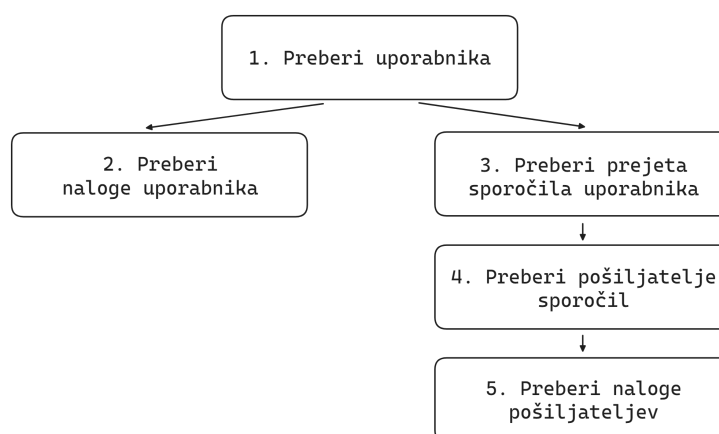 1. Preberi uporabnika
2. Preberi
naloge uporabnika
3. Preberi prejeta
sporočila uporabnika
4. Preberi pošiljatelje
sporočil
5. Preberi naloge
pošiljateljev